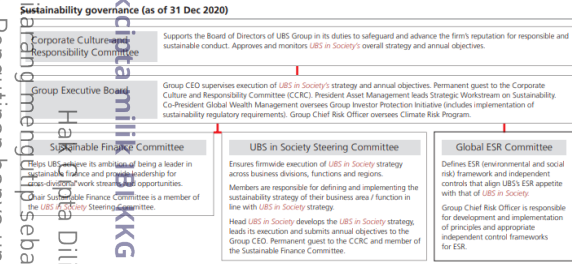 Sustainability governance (as of 31 Dec 2020)
Corporate Culture and
Responsibility Committee
Supports the Board of Directors of UBS Group in its duties to safeguard and advance the firm's reputation for responsible and
sustainable conduct. Approves and monitors UBS in Society's overall strategy and annual objectives.
Group Executive Board
Group CEO supervises execution of UBS in Society's strategy and annual objectives. Permanent guest to the Corporate
Culture and Responsibility Committee (CCRC). President Asset Management leads Strategic Workstream on Sustainability.
Co-President Global Wealth Management oversees Group Investor Protection Initiative (includes implementation of
sustainability regulatory requirements). Group Chief Risk Officer oversees Climate Risk Program.
Sustainable Finance Committee
Helps UBS achieve its ambition of being a leader in
sustainable finance and provide leadership for
cross-divisional work streams and opportunities.
Chair Sustainable Finance Committee is a member of
the UBS in Society Steering Committee.
UBS in Society Steering Committee
Ensures firmwide execution of UBS in Society strategy
across business divisions, functions and regions.
Members are responsible for defining and implementing the
sustainability strategy of their business area / function in
line with UBS in Society strategy.
Head UBS in Society develops the UBS in Society strategy,
leads its execution and submits annual objectives to the
Group CEO. Permanent guest to the CCRC and member of
the Sustainable Finance Committee.
Global ESR Committee
Defines ESR (environmental and social
risk) framework and independent
controls that align UBS's ESR appetite
with that of UBS in Society.
Group Chief Risk Officer is responsible
for development and implementation
of principles and appropriate
independent control frameworks
for ESR.
k cipta milik IBI KKG
Hak Cipta Dil